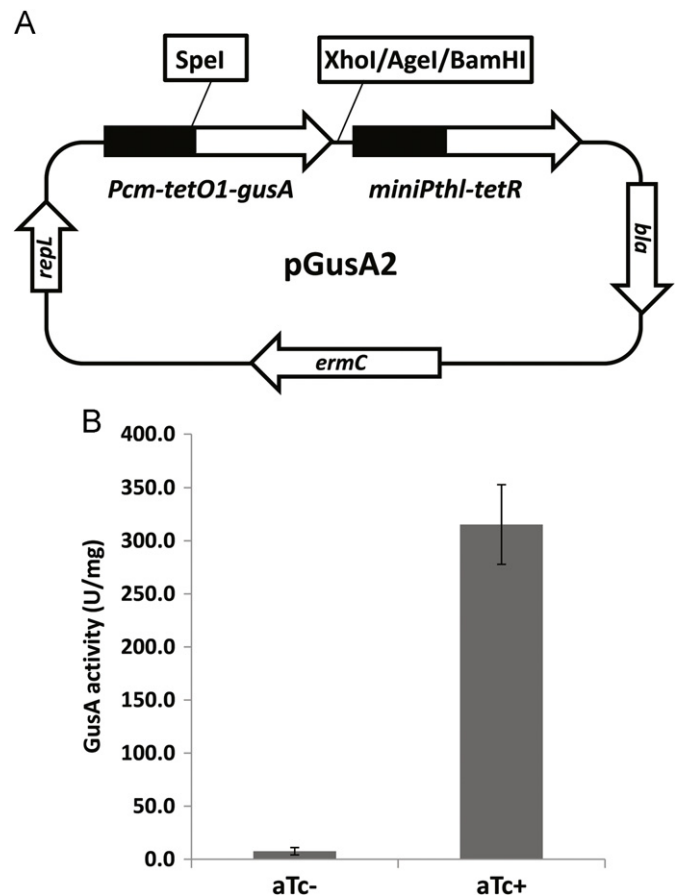 A
SpeI
XhoI/AgeI/BamHI
Pcm-tetO1-gusA
miniPthl-tetR
repL
pGusA2
bla
ermC
B
GusA activity (U/mg)
400.0
350.0
300.0
250.0
200.0
150.0
100.0
50.0
0.0
aTc-
aTc+